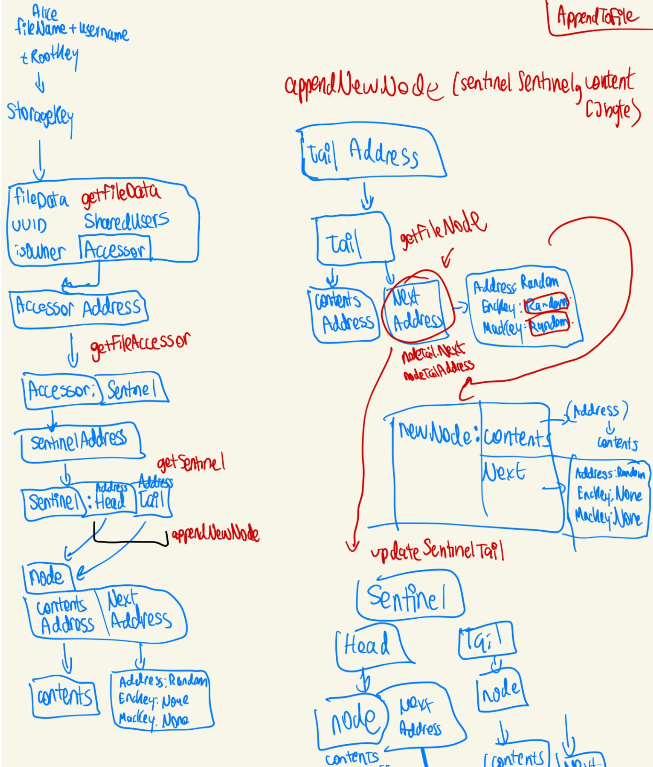 Alice
fileName + username
+ RootKey
StorageKey
fileData getFileData
UUID SharedUsers
isOwner Accessor
Accessor Address
getFileAccessor
Accessor: Sentinel
sentinelAddress
getSentinel
Sentinel: Address Head Address Tail
appendNewNode
node
contents Address Next Address
contents
Address: Random
EncKey: None
MacKey: None
AppendToFile
appendNewNode (sentinel Sentinel, content []byte)
Tail Address
Tail
getFileNode
contents Address
Next Address
Address: Random
EncKey: Random
MacKey: Random
nodeTail.Next
nodeTailAddress
newNode: contents
(Address)
contents
Next
Address: Random
EncKey: None
MacKey: None
updateSentinelTail
Sentinel
Head
Tail
node
Next Address
node
contents
contents
Next